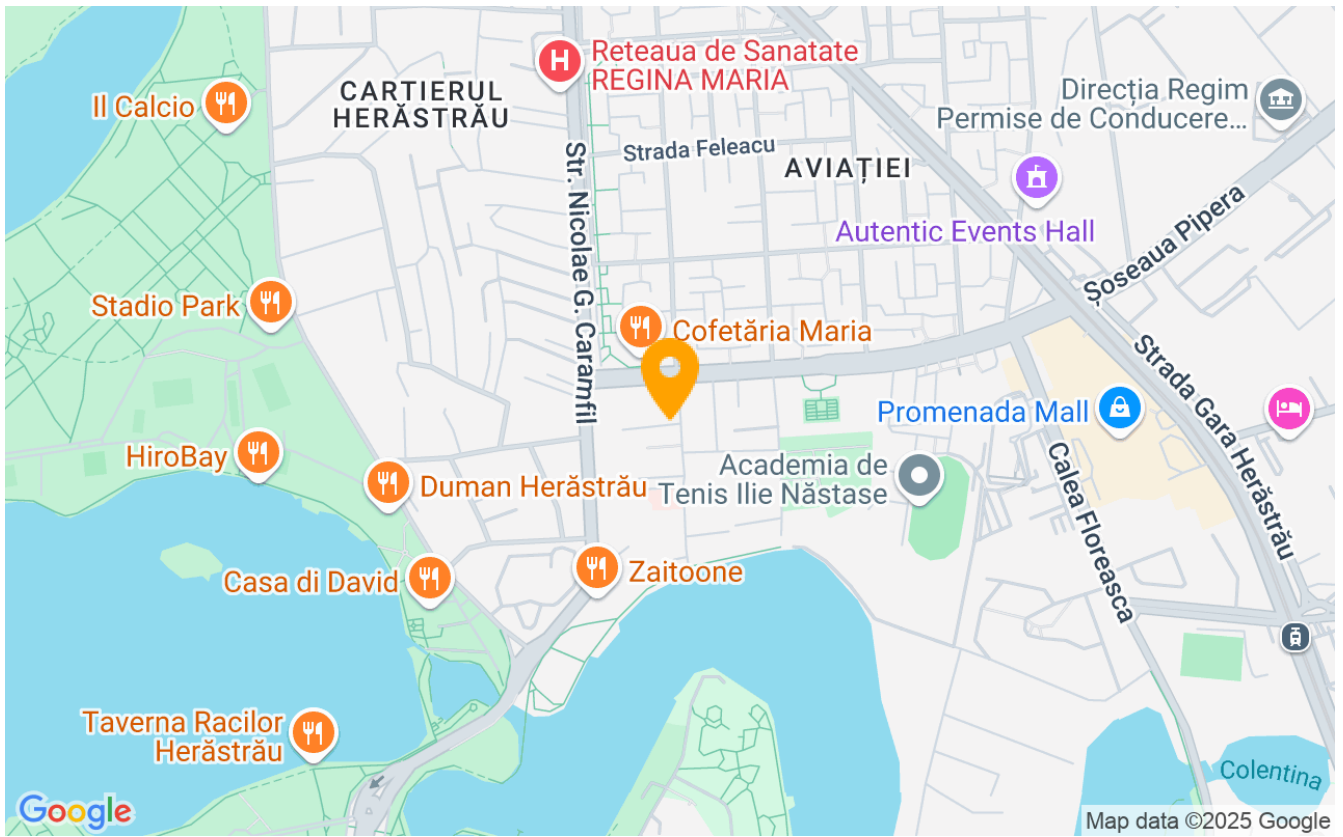 Reteaua de Sanatate
REGINA MARIA
CARTIERUL
HERĂSTRĂU
Il Calcio
Direcția Regim
Permise de Conducere...
Strada Feleacu
AVIAȚIEI
Autentic Events Hall
Șoseaua Pipera
Str. Nicolae G. Caramfil
Stadio Park
Cofetăria Maria
Strada Gara Herăstrău
Promenada Mall
HiroBay
Duman Herăstrău
Academia de
Tenis Ilie Năstase
Calea Floreasca
Casa di David
Zaitoone
Taverna Racilor
Herăstrău
Colentina
Google
Map data ©2025 Google